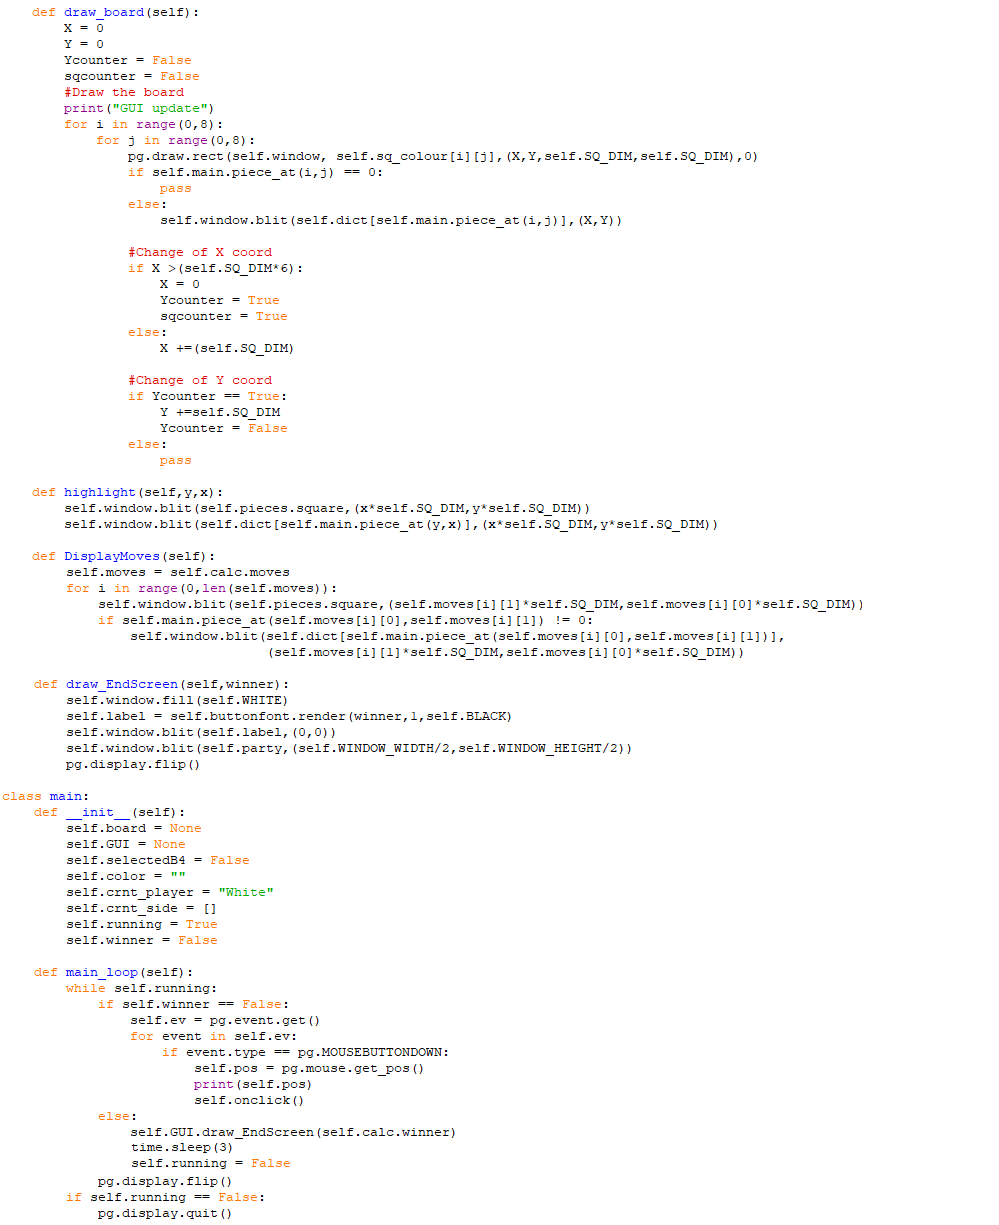 def draw_board(self):
X = 0
Y = 0
Ycounter = False
sqcounter = False
#Draw the board
print("GUI update")
for i in range(0,8):
for j in range(0,8):
pg.draw.rect(self.window, self.sq_colour[i][j],(X,Y,self.SQ_DIM,self.SQ_DIM),0)
if self.main.piece_at(i,j) == 0:
pass
else:
self.window.blit(self.dict[self.main.piece_at(i,j)],(X,Y))
#Change of X coord
if X >(self.SQ_DIM*6):
X = 0
Ycounter = True
sqcounter = True
else:
X +=(self.SQ_DIM)
#Change of Y coord
if Ycounter == True:
Y +=self.SQ_DIM
Ycounter = False
else:
pass
def highlight(self,y,x):
self.window.blit(self.pieces.square,(x*self.SQ_DIM,y*self.SQ_DIM))
self.window.blit(self.dict[self.main.piece_at(y,x)],(x*self.SQ_DIM,y*self.SQ_DIM))
def DisplayMoves(self):
self.moves = self.calc.moves
for i in range(0,len(self.moves)):
self.window.blit(self.pieces.square,(self.moves[i][1]*self.SQ_DIM,self.moves[i][0]*self.SQ_DIM))
if self.main.piece_at(self.moves[i][0],self.moves[i][1]) != 0:
self.window.blit(self.dict[self.main.piece_at(self.moves[i][0],self.moves[i][1])],
(self.moves[i][1]*self.SQ_DIM,self.moves[i][0]*self.SQ_DIM))
def draw_EndScreen(self,winner):
self.window.fill(self.WHITE)
self.label = self.buttonfont.render(winner,1,self.BLACK)
self.window.blit(self.label,(0,0))
self.window.blit(self.party,(self.WINDOW_WIDTH/2,self.WINDOW_HEIGHT/2))
pg.display.flip()
class main:
def __init__(self):
self.board = None
self.GUI = None
self.selectedB4 = False
self.color = ""
self.crnt_player = "White"
self.crnt_side = []
self.running = True
self.winner = False
def main_loop(self):
while self.running:
if self.winner == False:
self.ev = pg.event.get()
for event in self.ev:
if event.type == pg.MOUSEBUTTONDOWN:
self.pos = pg.mouse.get_pos()
print(self.pos)
self.onclick()
else:
self.GUI.draw_EndScreen(self.calc.winner)
time.sleep(3)
self.running = False
pg.display.flip()
if self.running == False:
pg.display.quit()